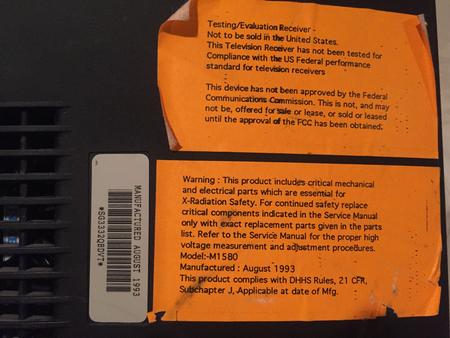 Testing/Evaluation Receiver -
Not to be sold in the United States.
This Television Receiver has not been tested for
Compliance with the US Federal performance
standard for television receivers
This device has not been approved by the Federal
Communications Commission. This is not, and may
not be, offered for sale or lease, or sold or leased
until the approval of the FCC has been obtained.
Warning : This product includes critical mechanical
and electrical parts which are essential for
X-Radiation Safety. For continued safety replace
critical components indicated in the Service Manual
only with exact replacement parts given in the parts
list. Refer to the Service Manual for the proper high
voltage measurement and adjustment procedures.
Model:-M1580
Manufactured : August 1993
This product complies with DHHS Rules, 21 CFR,
Subchapter J, Applicable at date of Mfg.
MANUFACTURED AUGUST 1993